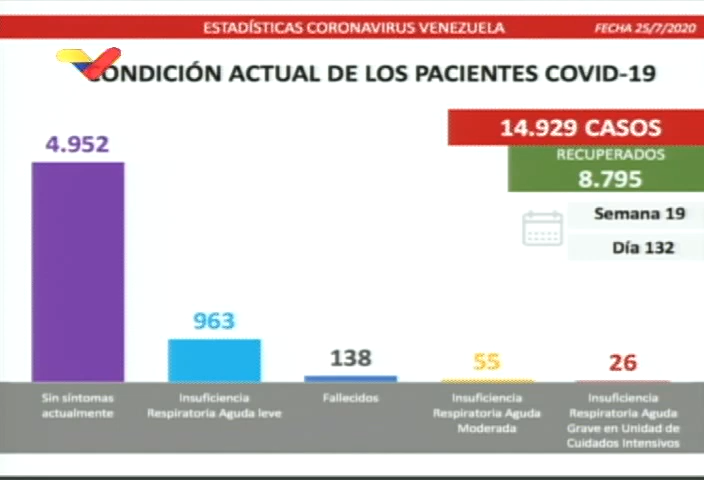 ESTADÍSTICAS CORONAVIRUS VENEZUELA
FECHA 25/7/2020
CONDICIÓN ACTUAL DE LOS PACIENTES COVID-19
14.929 CASOS
RECUPERADOS
8.795
Semana 19
Día 132
4.952
963
138
55
26
Sin síntomas
actualmente
Insuficiencia
Respiratoria Aguda leve
Fallecidos
Insuficiencia
Respiratoria Aguda
Moderada
Insuficiencia
Respiratoria Aguda
Grave en Unidad de
Cuidados Intensivos